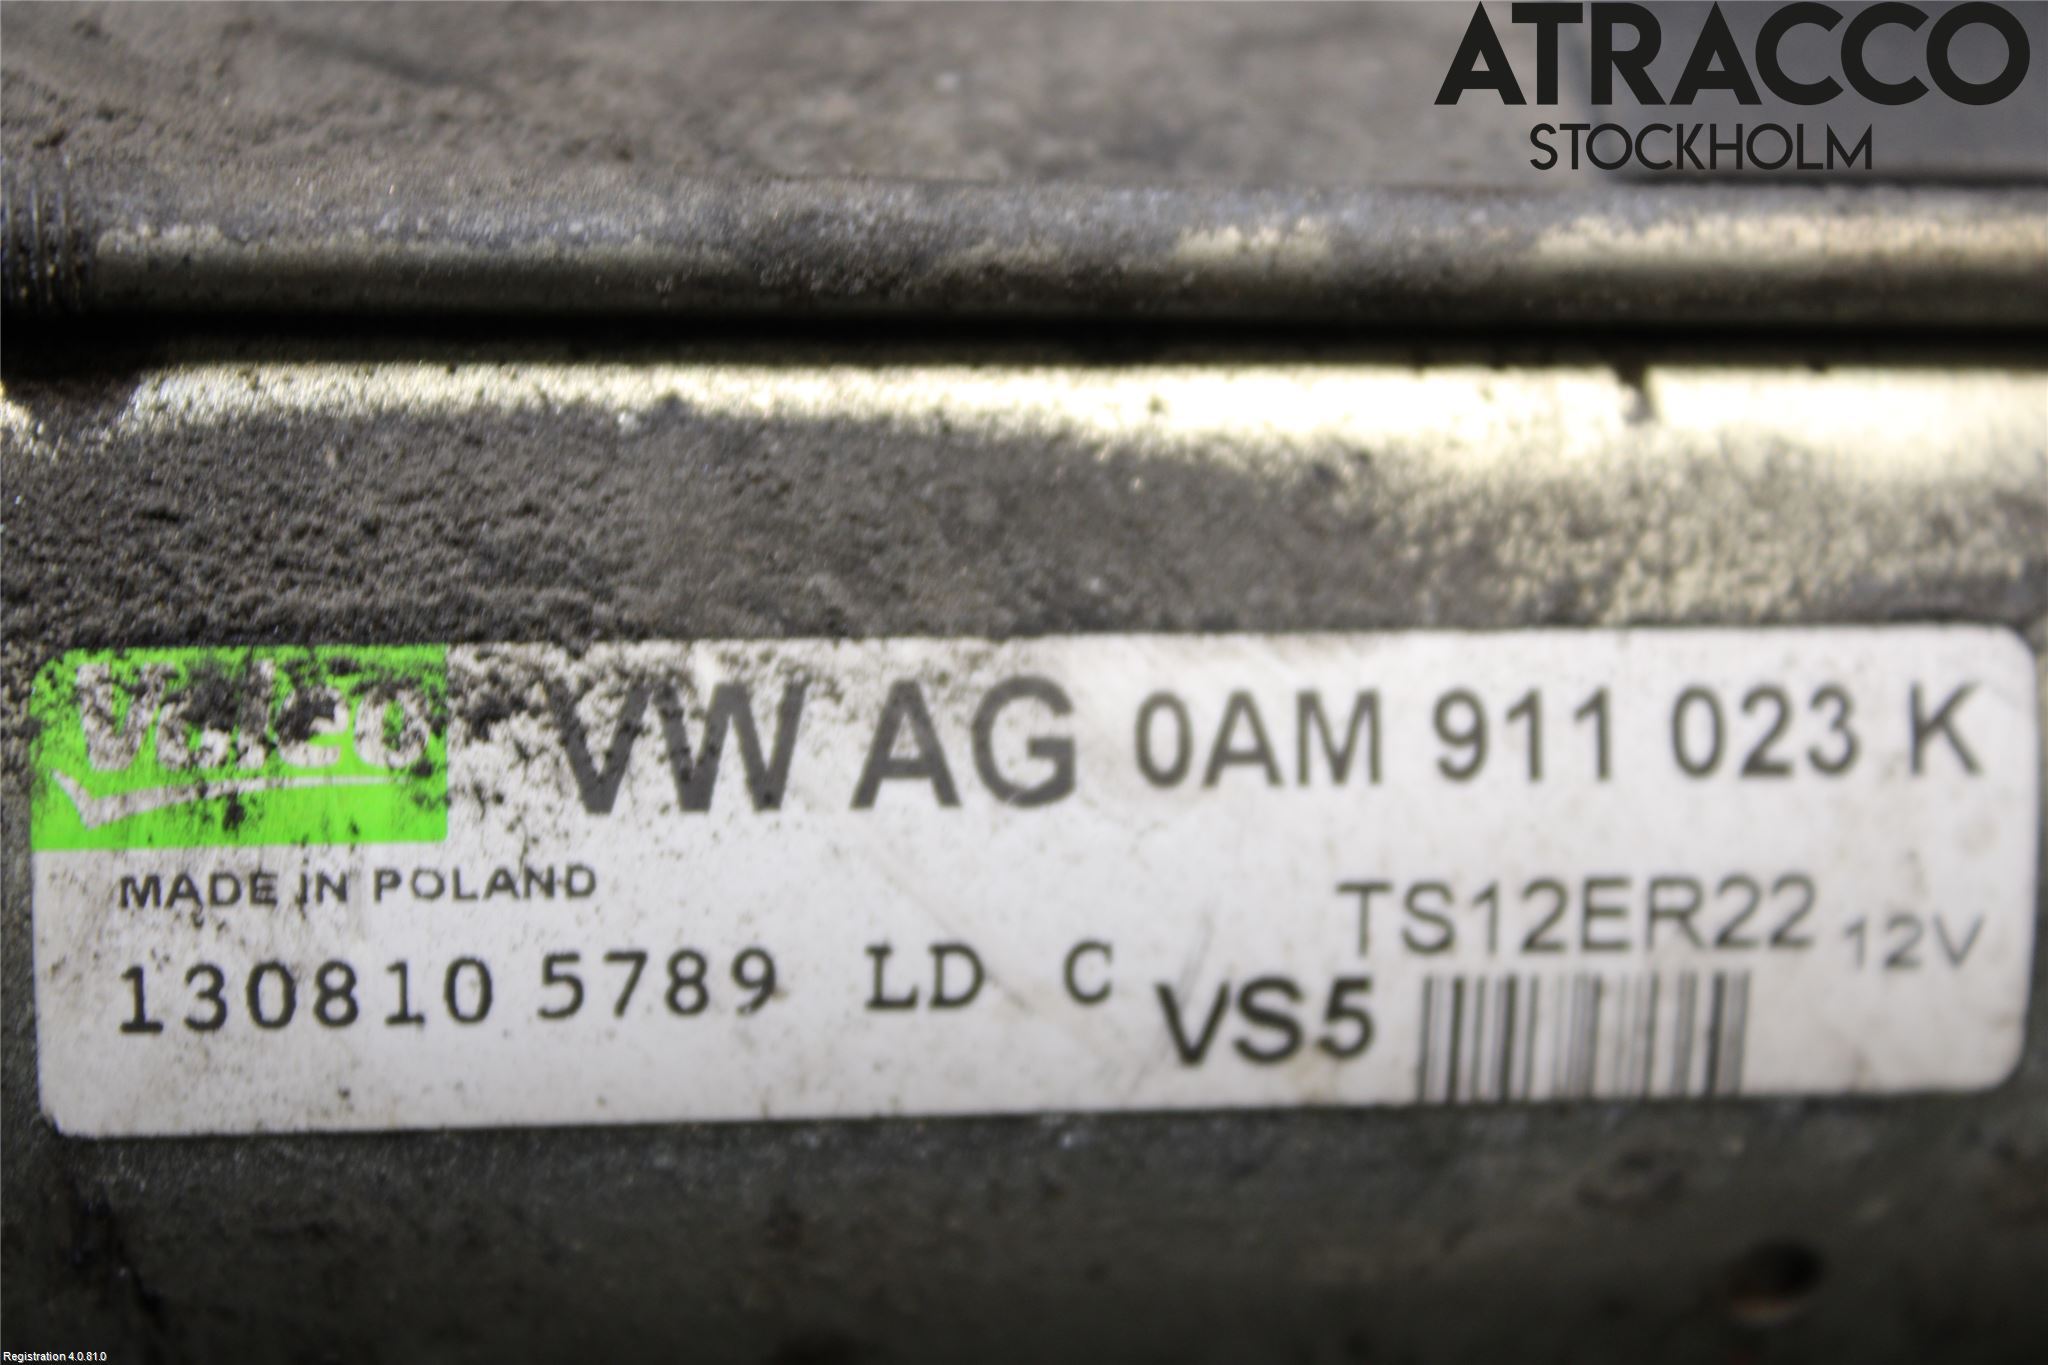 ATRACCO
STOCKHOLM
Valeo VW AG 0AM 911 023 K
MADE IN POLAND
TS12ER22 12V
130810 5789 LD C VS5
Registration 4.0.81.0